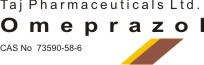 Taj Pharmaceuticals Ltd.
Omeprazol
CAS No 73590-58-6